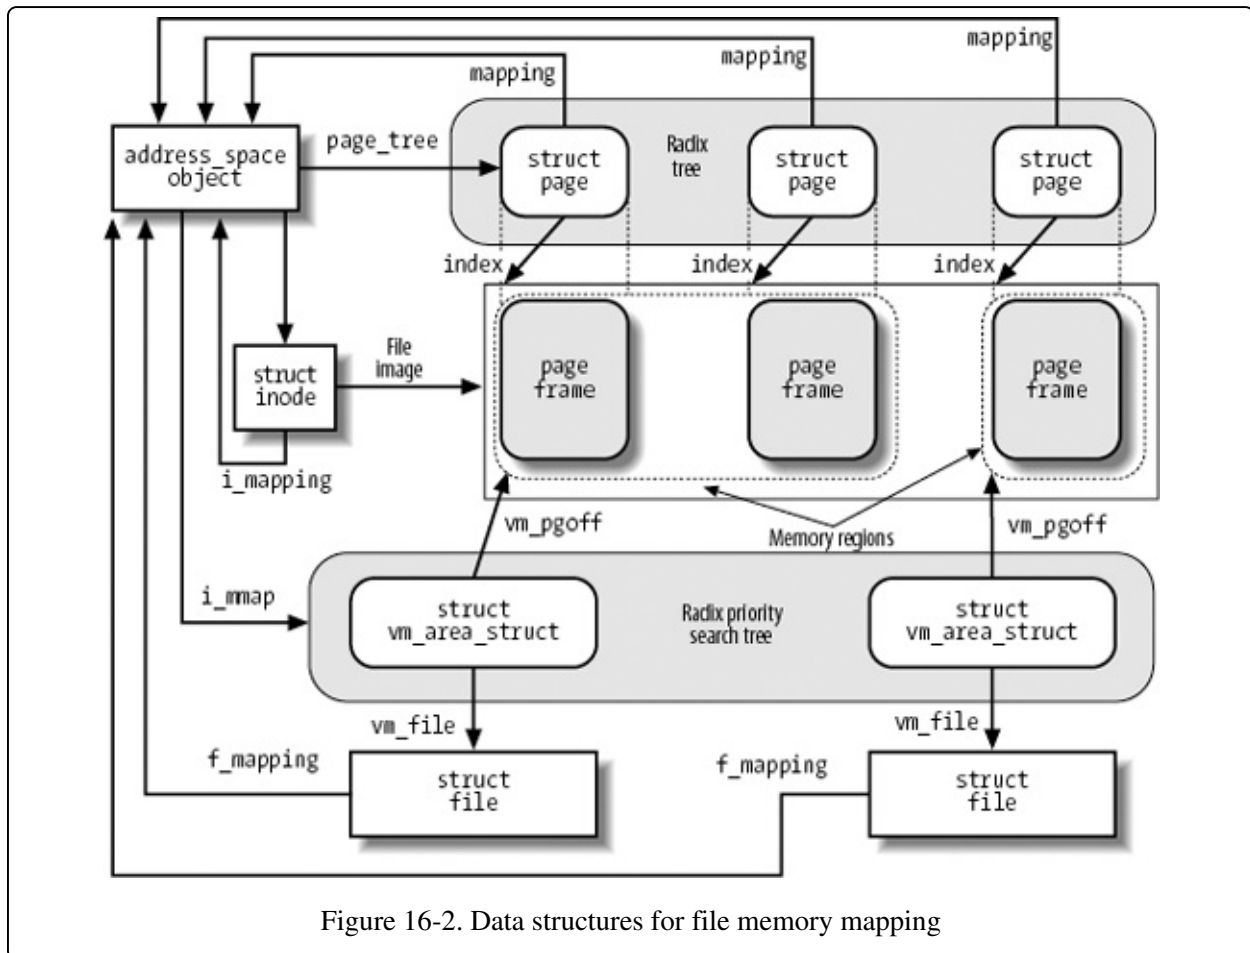 mapping
mapping
mapping
address_space
object
page_tree
struct
page
Radix
tree
struct
page
struct
page
index
index
index
struct
inode
File
image
page
frame
page
frame
page
frame
i_mapping
vm_pgoff
Memory regions
vm_pgoff
i_mmap
struct
vm_area_struct
Radix priority
search tree
struct
vm_area_struct
vm_file
vm_file
f_mapping
struct
file
f_mapping
struct
file
Figure 16-2. Data structures for file memory mapping